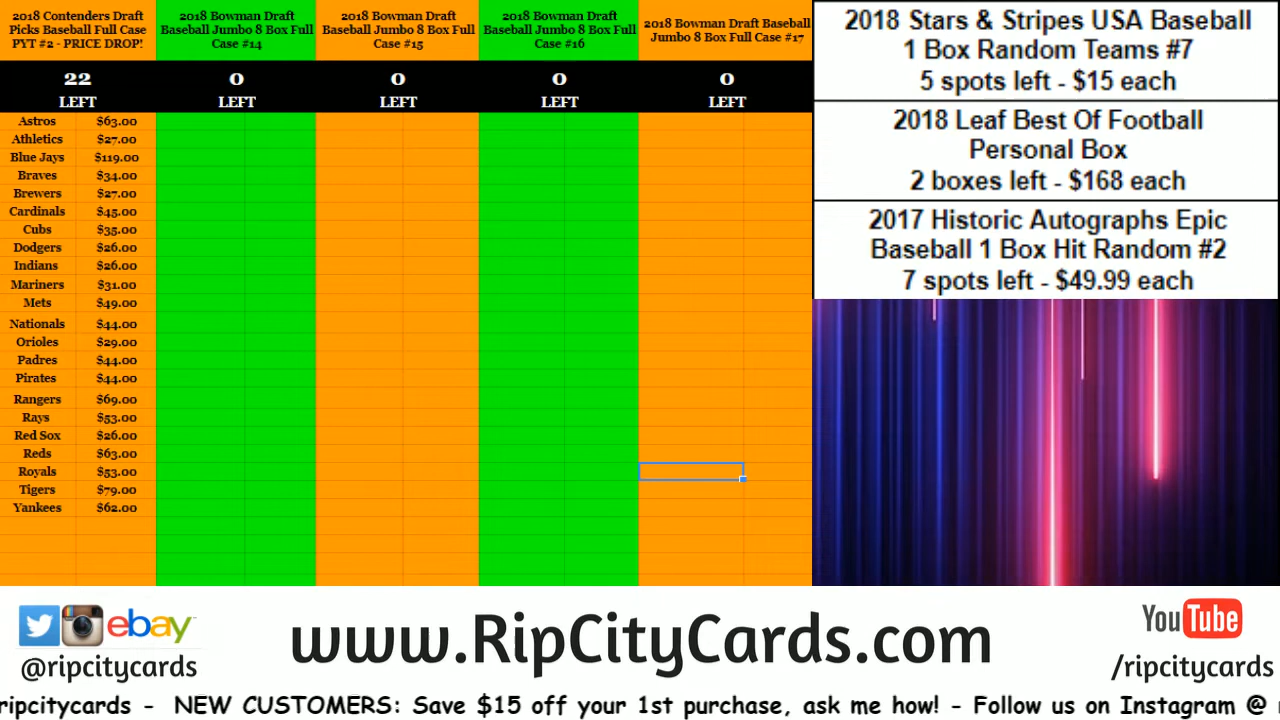 2018 Contenders Draft
Picks Baseball Full Case
PYT #2 - PRICE DROP!
22
LEFT
Astros $63.00
Athletics $27.00
Blue Jays $119.00
Braves $34.00
Brewers $27.00
Cardinals $45.00
Cubs $35.00
Dodgers $26.00
Indians $26.00
Mariners $31.00
Mets $49.00
Nationals $44.00
Orioles $29.00
Padres $44.00
Pirates $44.00
Rangers $69.00
Rays $53.00
Red Sox $26.00
Reds $63.00
Royals $53.00
Tigers $79.00
Yankees $62.00
2018 Bowman Draft
Baseball Jumbo 8 Box Full
Case #14
0
LEFT
2018 Bowman Draft
Baseball Jumbo 8 Box Full
Case #15
0
LEFT
2018 Bowman Draft
Baseball Jumbo 8 Box Full
Case #16
0
LEFT
2018 Bowman Draft Baseball
Jumbo 8 Box Full Case #17
0
LEFT
2018 Stars & Stripes USA Baseball
1 Box Random Teams #7
5 spots left - $15 each
2018 Leaf Best Of Football
Personal Box
2 boxes left - $168 each
2017 Historic Autographs Epic
Baseball 1 Box Hit Random #2
7 spots left - $49.99 each
ebay
@ripcitycards
www.RipCityCards.com
YouTube
/ripcitycards
ripcitycards - NEW CUSTOMERS: Save $15 off your 1st purchase, ask me how! - Follow us on Instagram @